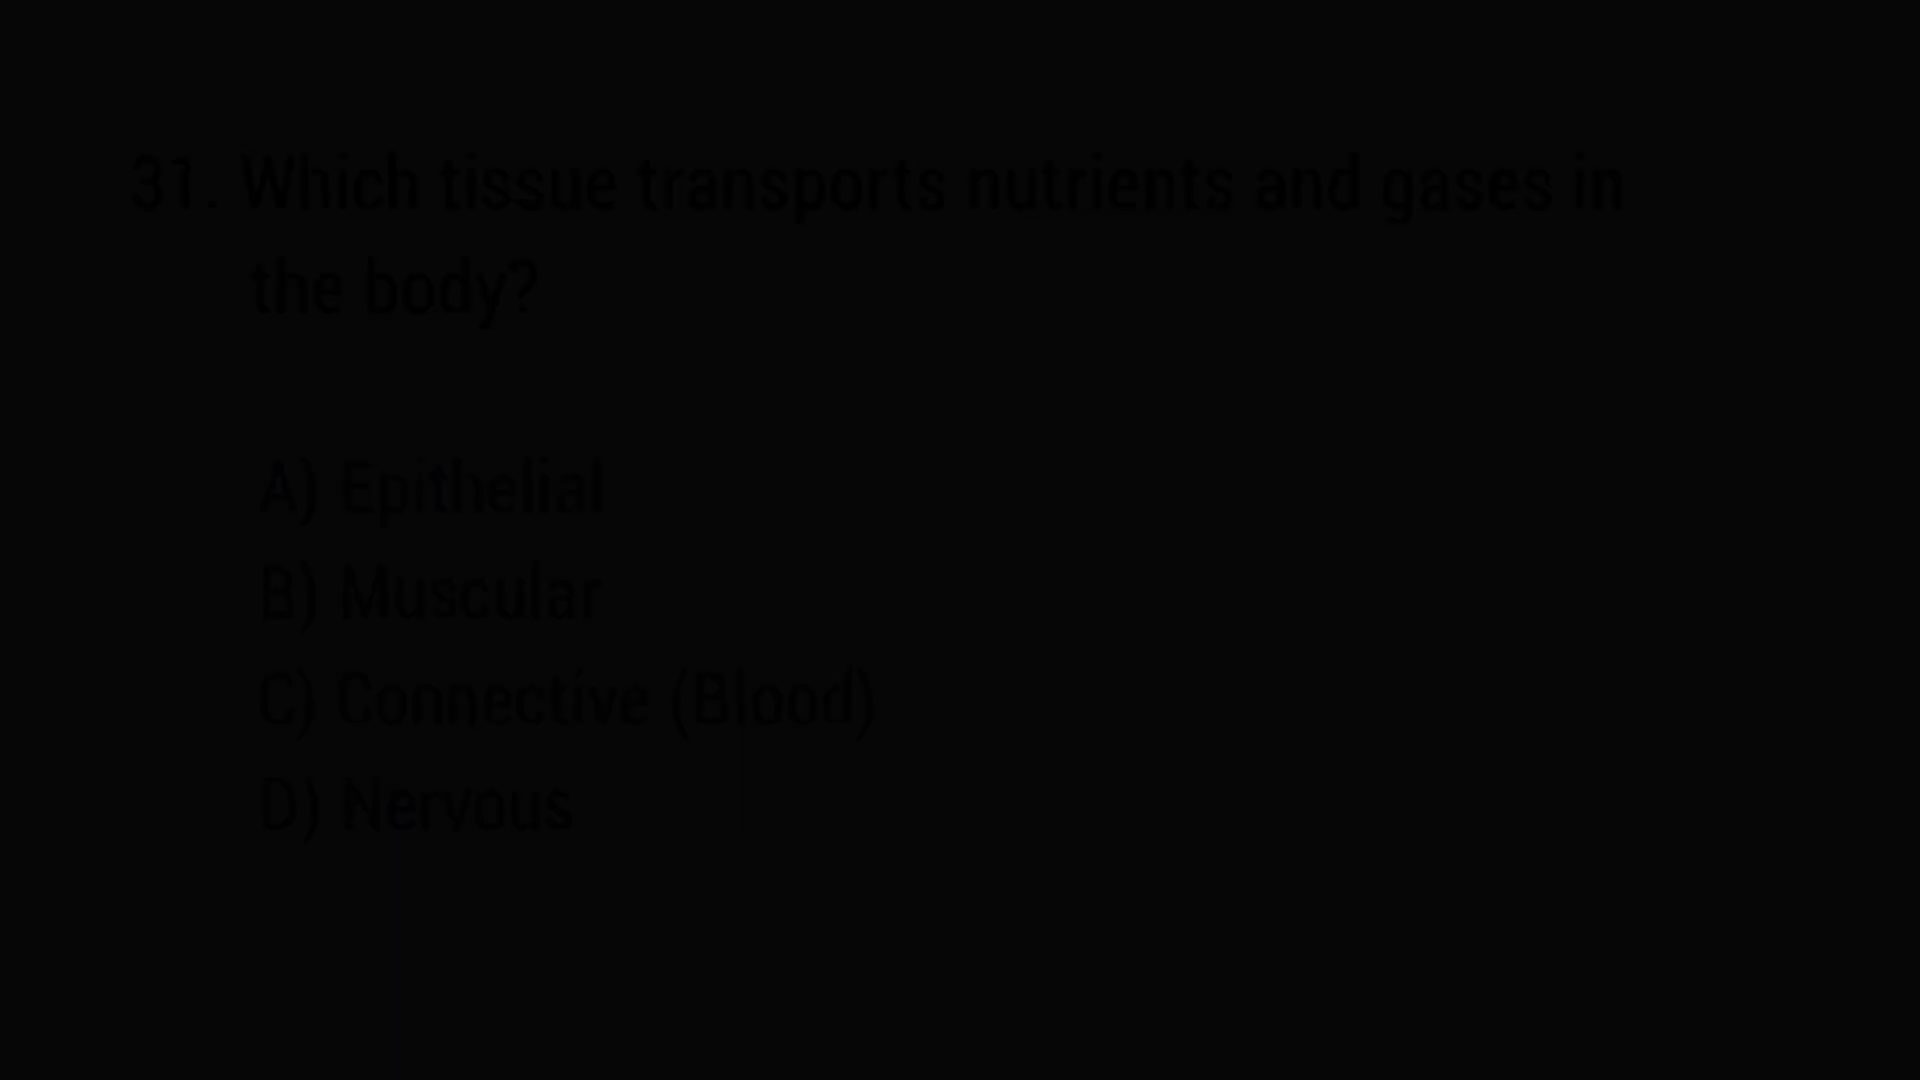 31. Which tissue transports nutrients and gases in
the body?
A) Epithelial
B) Muscular
C) Connective (Blood)
D) Nervous